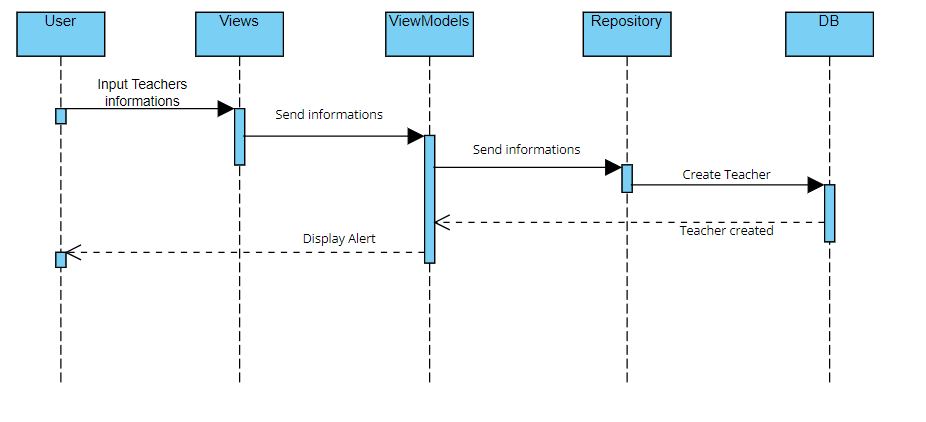 User
Views
ViewModels
Repository
DB
Input Teachers
informations
Send informations
Send informations
Create Teacher
Teacher created
Display Alert